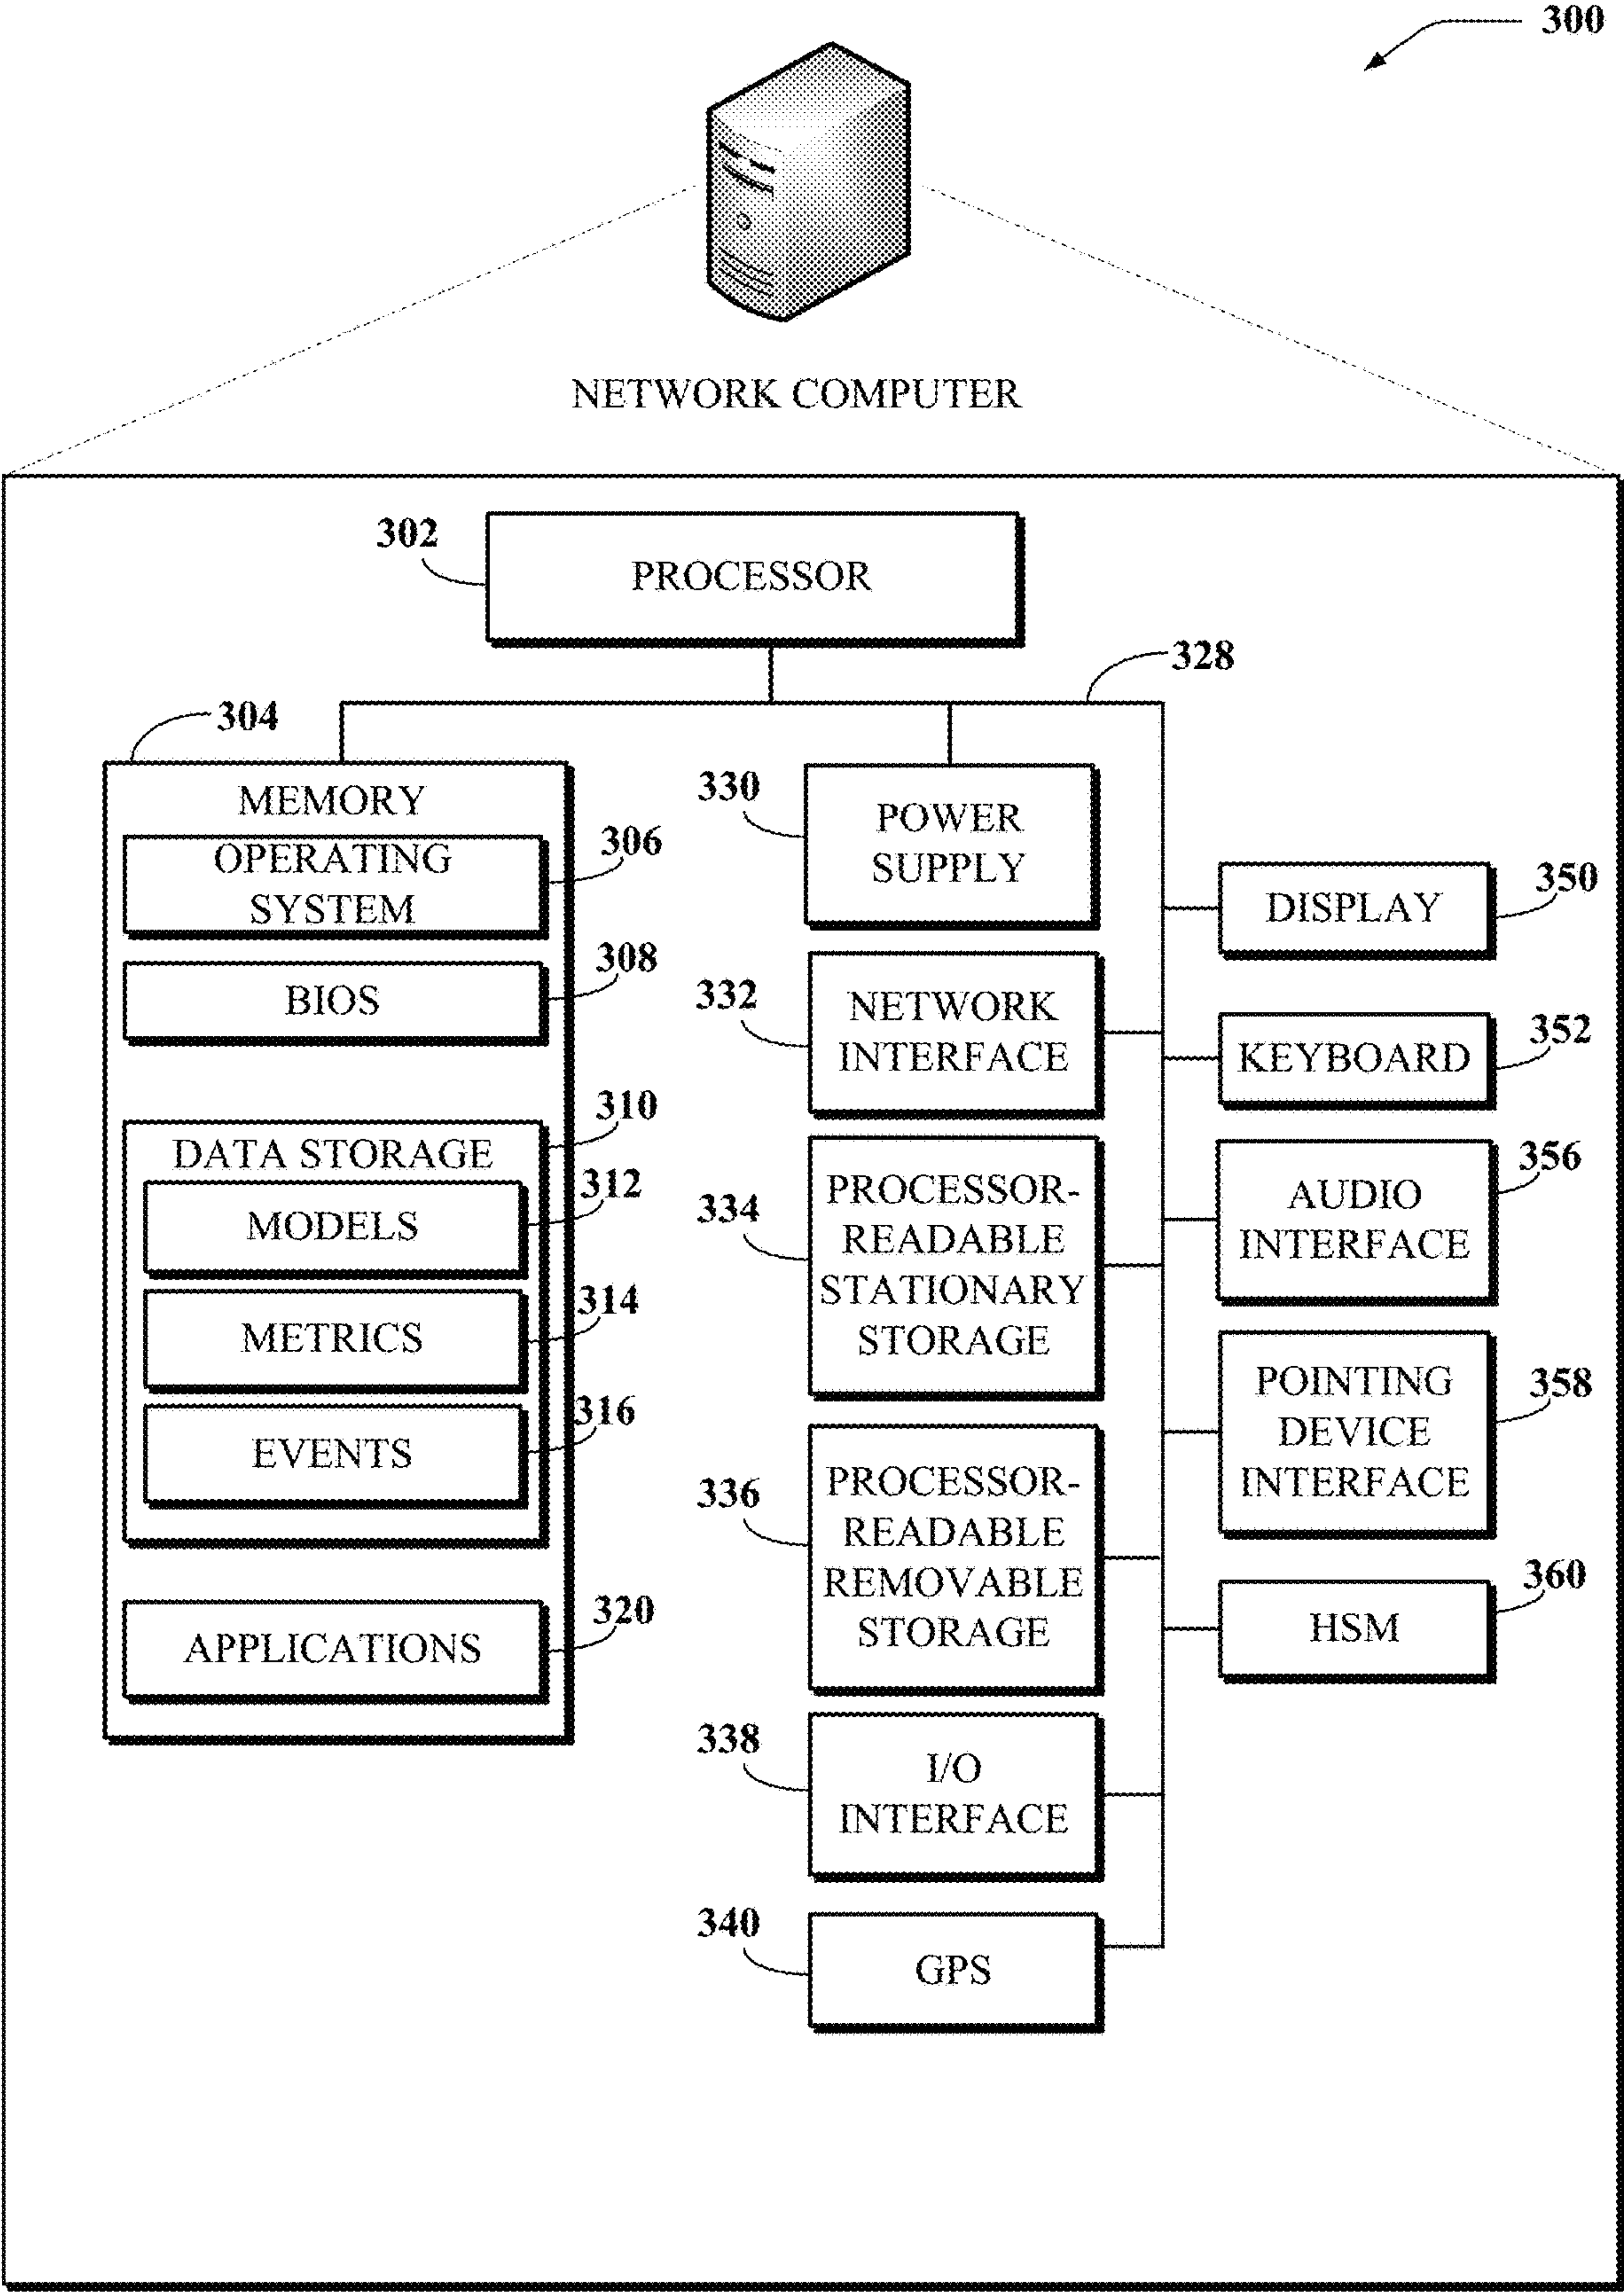 300
NETWORK COMPUTER
302
PROCESSOR
328
304
MEMORY
OPERATING
SYSTEM
306
BIOS
308
310
DATA STORAGE
312
MODELS
314
METRICS
316
EVENTS
320
APPLICATIONS
330
POWER
SUPPLY
332
NETWORK
INTERFACE
334
PROCESSOR-
READABLE
STATIONARY
STORAGE
336
PROCESSOR-
READABLE
REMOVABLE
STORAGE
338
I/O
INTERFACE
340
GPS
350
DISPLAY
352
KEYBOARD
356
AUDIO
INTERFACE
358
POINTING
DEVICE
INTERFACE
360
HSM